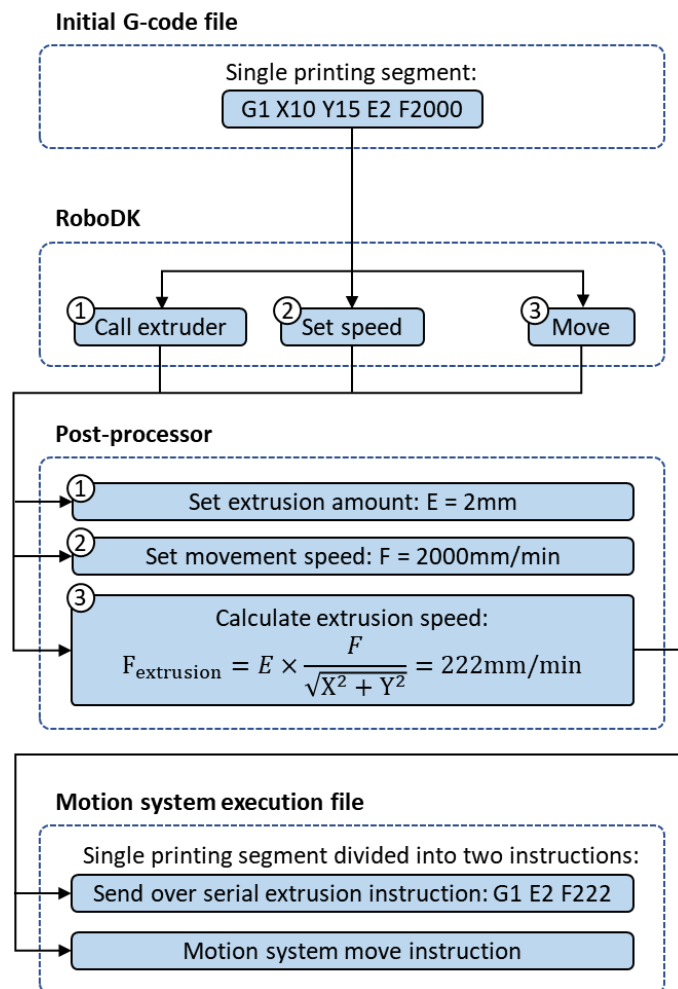 Initial G-code file
Single printing segment:
G1 X10 Y15 E2 F2000
RoboDK
1 Call extruder
2 Set speed
3 Move
Post-processor
1 Set extrusion amount: E = 2mm
2 Set movement speed: F = 2000mm/min
3 Calculate extrusion speed:
F_extrusion = E × F / √(X² + Y²) = 222mm/min
Motion system execution file
Single printing segment divided into two instructions:
Send over serial extrusion instruction: G1 E2 F222
Motion system move instruction